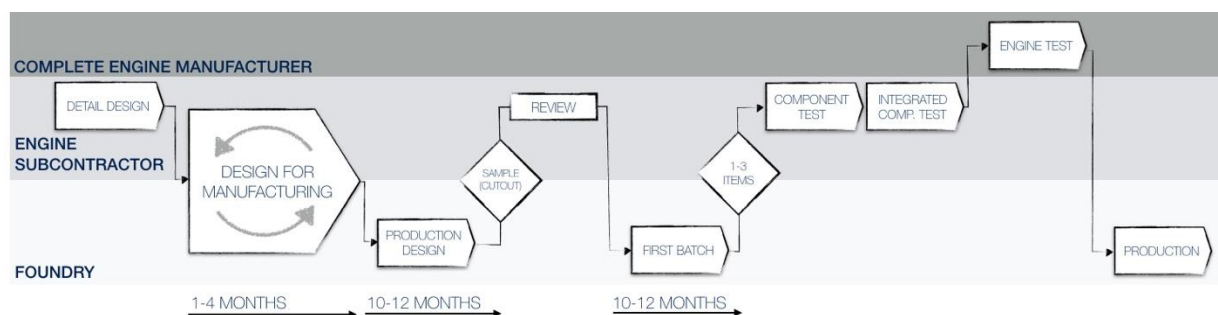 COMPLETE ENGINE MANUFACTURER
ENGINE TEST
DETAIL DESIGN
ENGINE
SUBCONTRACTOR
DESIGN FOR
MANUFACTURING
SAMPLE
(CUTOUT)
REVIEW
1-3
ITEMS
COMPONENT
TEST
INTEGRATED
COMP. TEST
FOUNDRY
PRODUCTION
DESIGN
FIRST BATCH
PRODUCTION
1-4 MONTHS
10-12 MONTHS
10-12 MONTHS